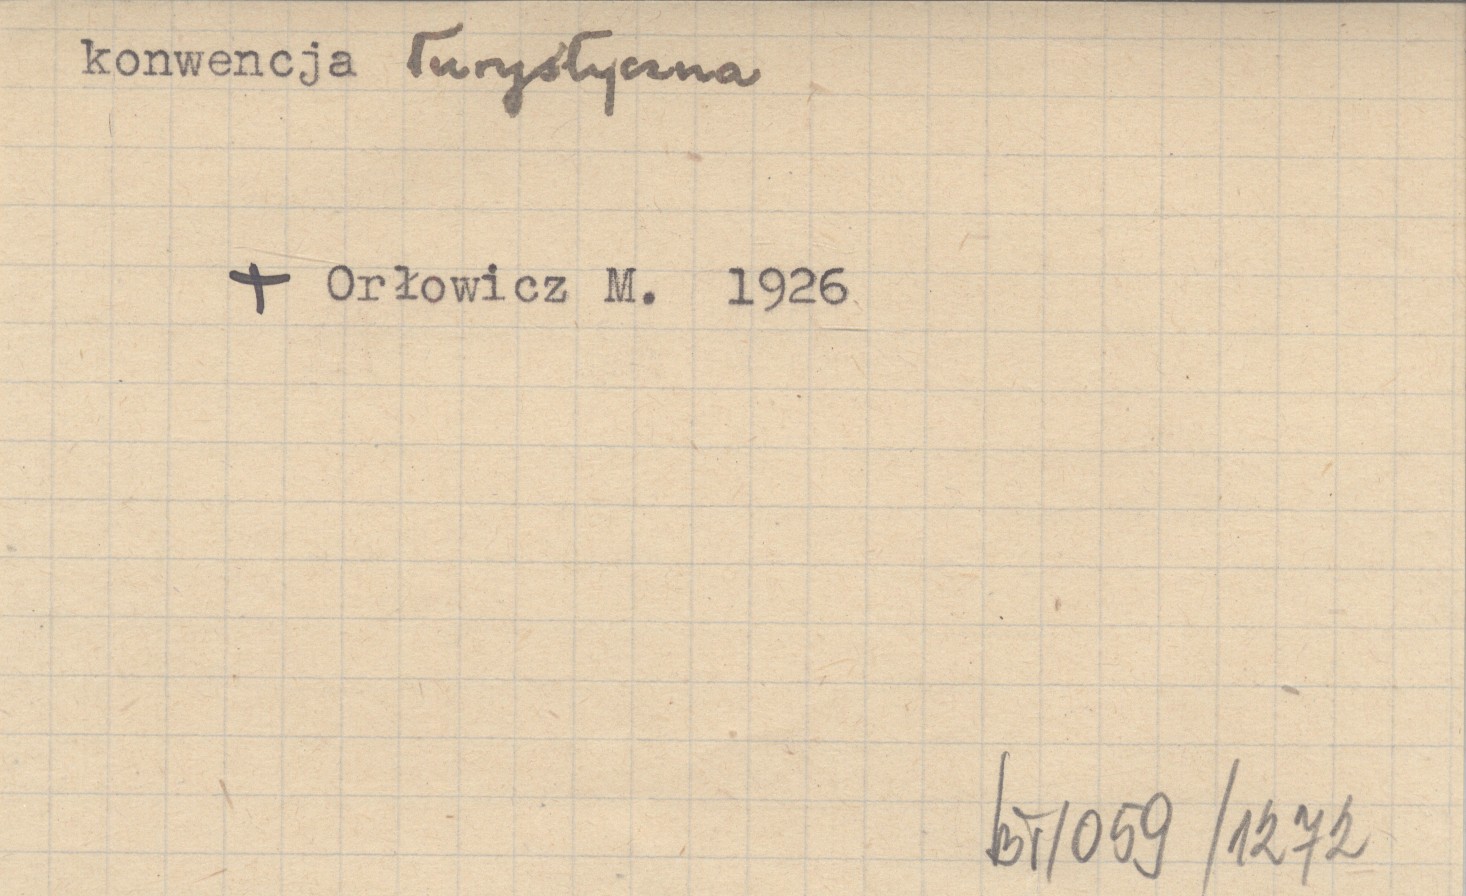 konwencja turystyczna
+ Orłowicz M. 1926
BT/059/1272